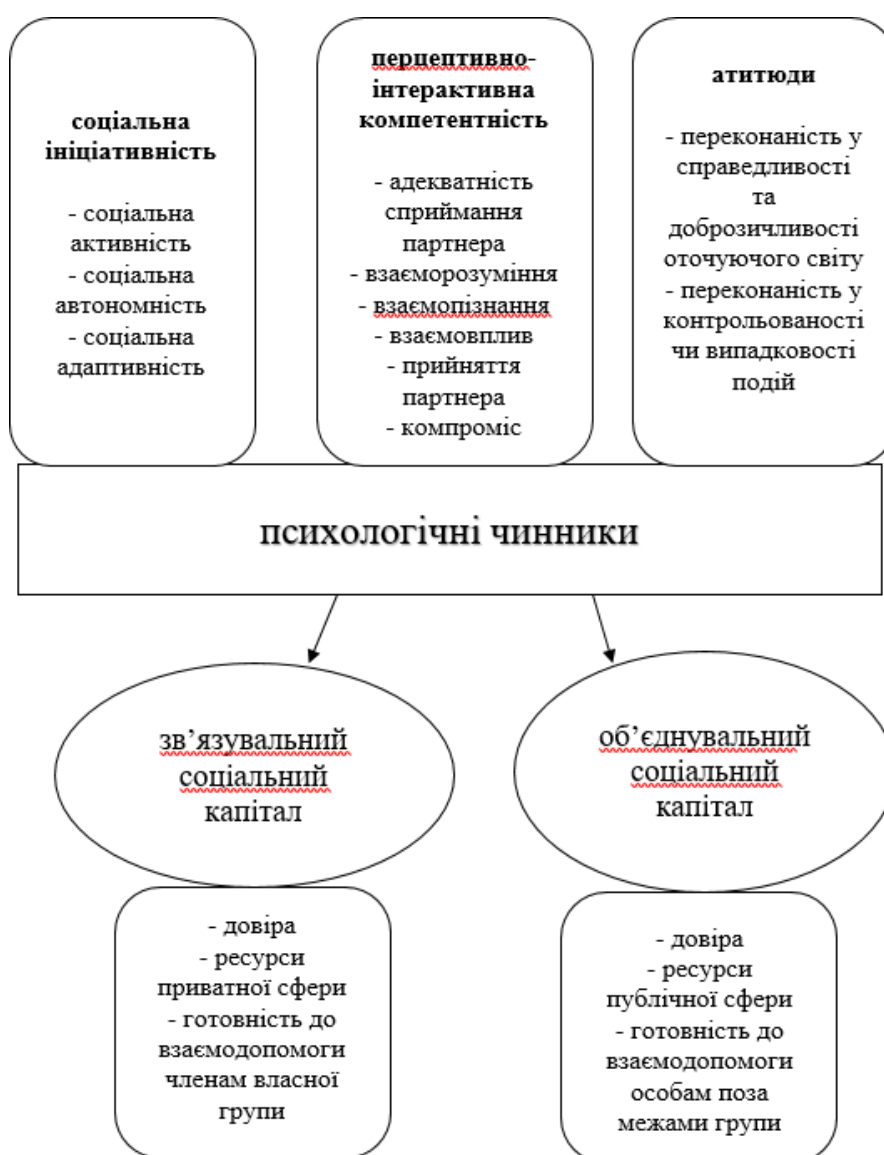 соціальна
ініціативність
- соціальна
активність
- соціальна
автономність
- соціальна
адаптивність
перцептивно-
інтерактивна
компетентність
- адекватність
сприймання
партнера
- взаєморозуміння
- взаємопізнання
- взаємовплив
- прийняття
партнера
- компроміс
атитюди
- переконаність у
справедливості
та
доброзичливості
оточуючого світу
- переконаність у
контрольованості
чи випадковості
подій
психологічні чинники
зв’язувальний
соціальний
капітал
- довіра
- ресурси
приватної сфери
- готовність до
взаємодопомоги
членам власної
групи
об’єднувальний
соціальний
капітал
- довіра
- ресурси
публічної сфери
- готовність до
взаємодопомоги
особам поза
межами групи